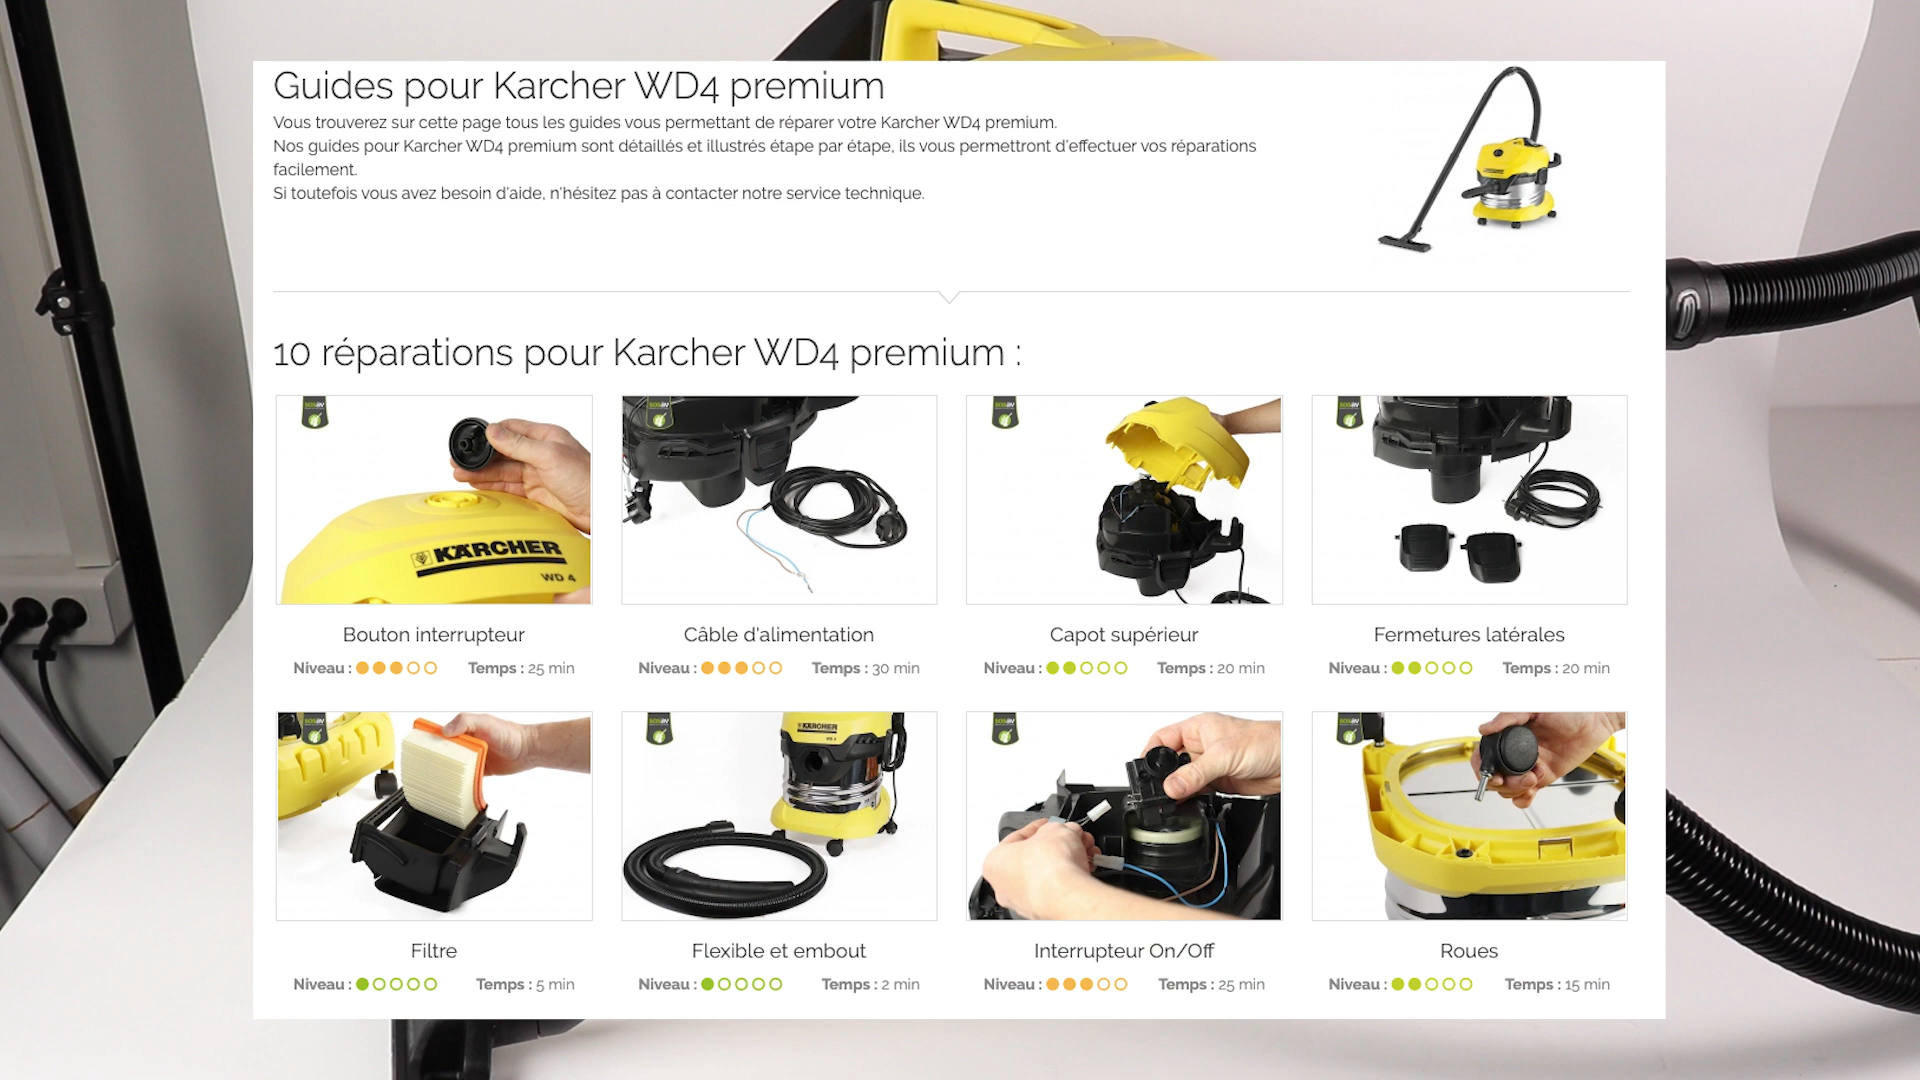 Guides pour Karcher WD4 premium
Vous trouverez sur cette page tous les guides vous permettant de réparer votre Karcher WD4 premium.
Nos guides pour Karcher WD4 premium sont détaillés et illustrés étape par étape, ils vous permettront d'effectuer vos réparations
facilement.
Si toutefois vous avez besoin d'aide, n'hésitez pas à contacter notre service technique.
10 réparations pour Karcher WD4 premium :
KÄRCHER
WD 4
Bouton interrupteur
Niveau : Temps : 25 min
Câble d'alimentation
Niveau : Temps : 30 min
Capot supérieur
Niveau : Temps : 20 min
Fermetures latérales
Niveau : Temps : 20 min
KÄRCHER
Filtre
Niveau : Temps : 5 min
Flexible et embout
Niveau : Temps : 2 min
Interrupteur On/Off
Niveau : Temps : 25 min
Roues
Niveau : Temps : 15 min